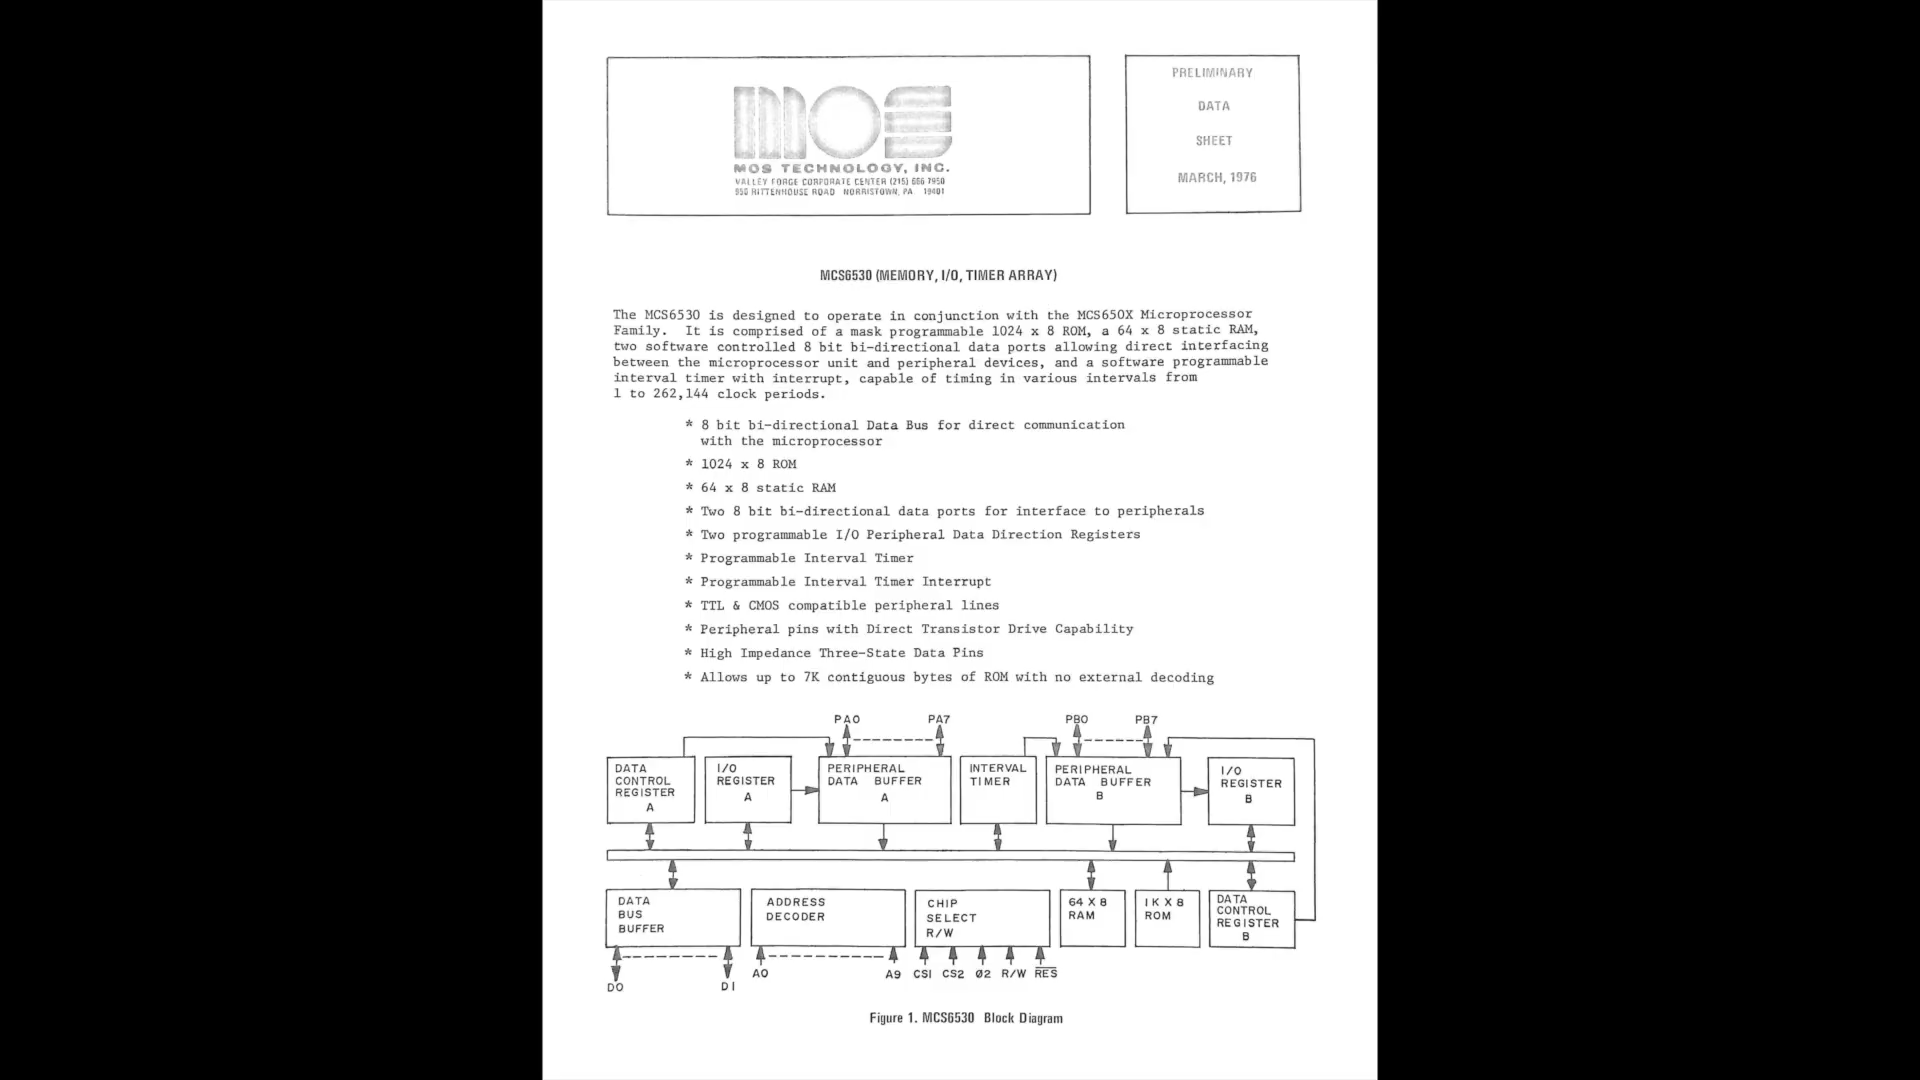 MOS
MOS TECHNOLOGY, INC.
VALLEY FORGE CORPORATE CENTER (215) 666 7950
950 RITTENHOUSE ROAD NORRISTOWN, PA 19401
PRELIMINARY
DATA
SHEET
MARCH, 1976
MCS6530 (MEMORY, I/O, TIMER ARRAY)
The MCS6530 is designed to operate in conjunction with the MCS650X Microprocessor
Family. It is comprised of a mask programmable 1024 x 8 ROM, a 64 x 8 static RAM,
two software controlled 8 bit bi-directional data ports allowing direct interfacing
between the microprocessor unit and peripheral devices, and a software programmable
interval timer with interrupt, capable of timing in various intervals from
1 to 262,144 clock periods.
* 8 bit bi-directional Data Bus for direct communication
with the microprocessor
* 1024 x 8 ROM
* 64 x 8 static RAM
* Two 8 bit bi-directional data ports for interface to peripherals
* Two programmable I/O Peripheral Data Direction Registers
* Programmable Interval Timer
* Programmable Interval Timer Interrupt
* TTL & CMOS compatible peripheral lines
* Peripheral pins with Direct Transistor Drive Capability
* High Impedance Three-State Data Pins
* Allows up to 7K contiguous bytes of ROM with no external decoding
PA0 PA7 PB0 PB7
DATA
CONTROL
REGISTER
A
I/O
REGISTER
A
PERIPHERAL
DATA BUFFER
A
INTERVAL
TIMER
PERIPHERAL
DATA BUFFER
B
I/O
REGISTER
B
DATA
BUS
BUFFER
ADDRESS
DECODER
CHIP
SELECT
R/W
64 X 8
RAM
1K X 8
ROM
DATA
CONTROL
REGISTER
B
D0 D1 A0 A9 CS1 CS2 Ø2 R/W RES
Figure 1. MCS6530 Block Diagram